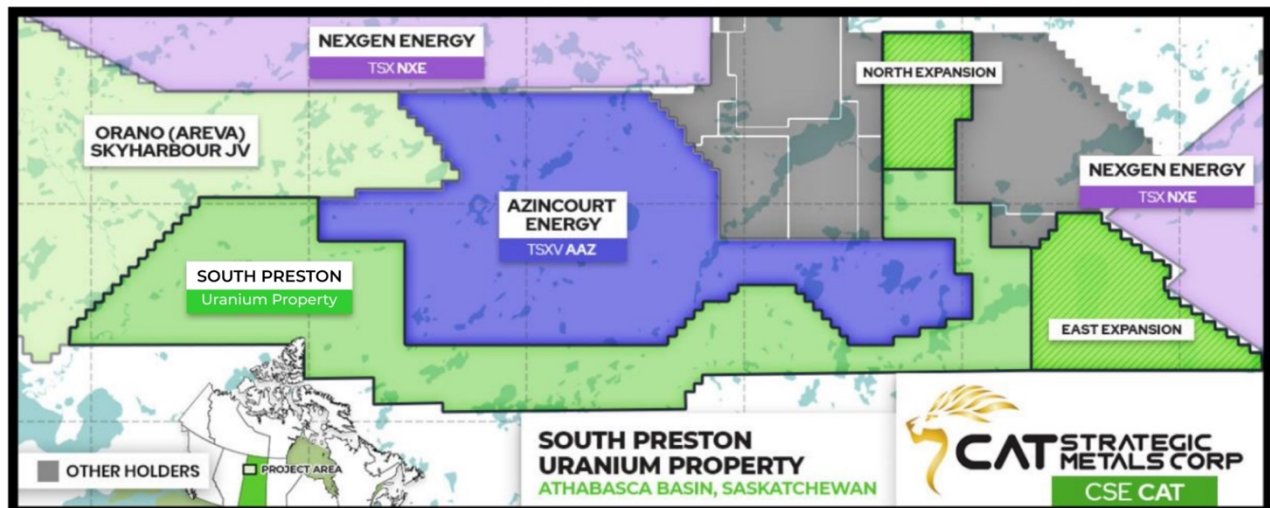 NEXGEN ENERGY
TSX NXE
NORTH EXPANSION
ORANO (AREVA)
SKYHARBOUR JV
NEXGEN ENERGY
TSX NXE
AZINCOURT
ENERGY
TSXV AAZ
SOUTH PRESTON
Uranium Property
EAST EXPANSION
OTHER HOLDERS
PROJECT AREA
SOUTH PRESTON
URANIUM PROPERTY
ATHABASCA BASIN, SASKATCHEWAN
CAT STRATEGIC
METALS CORP
CSE CAT